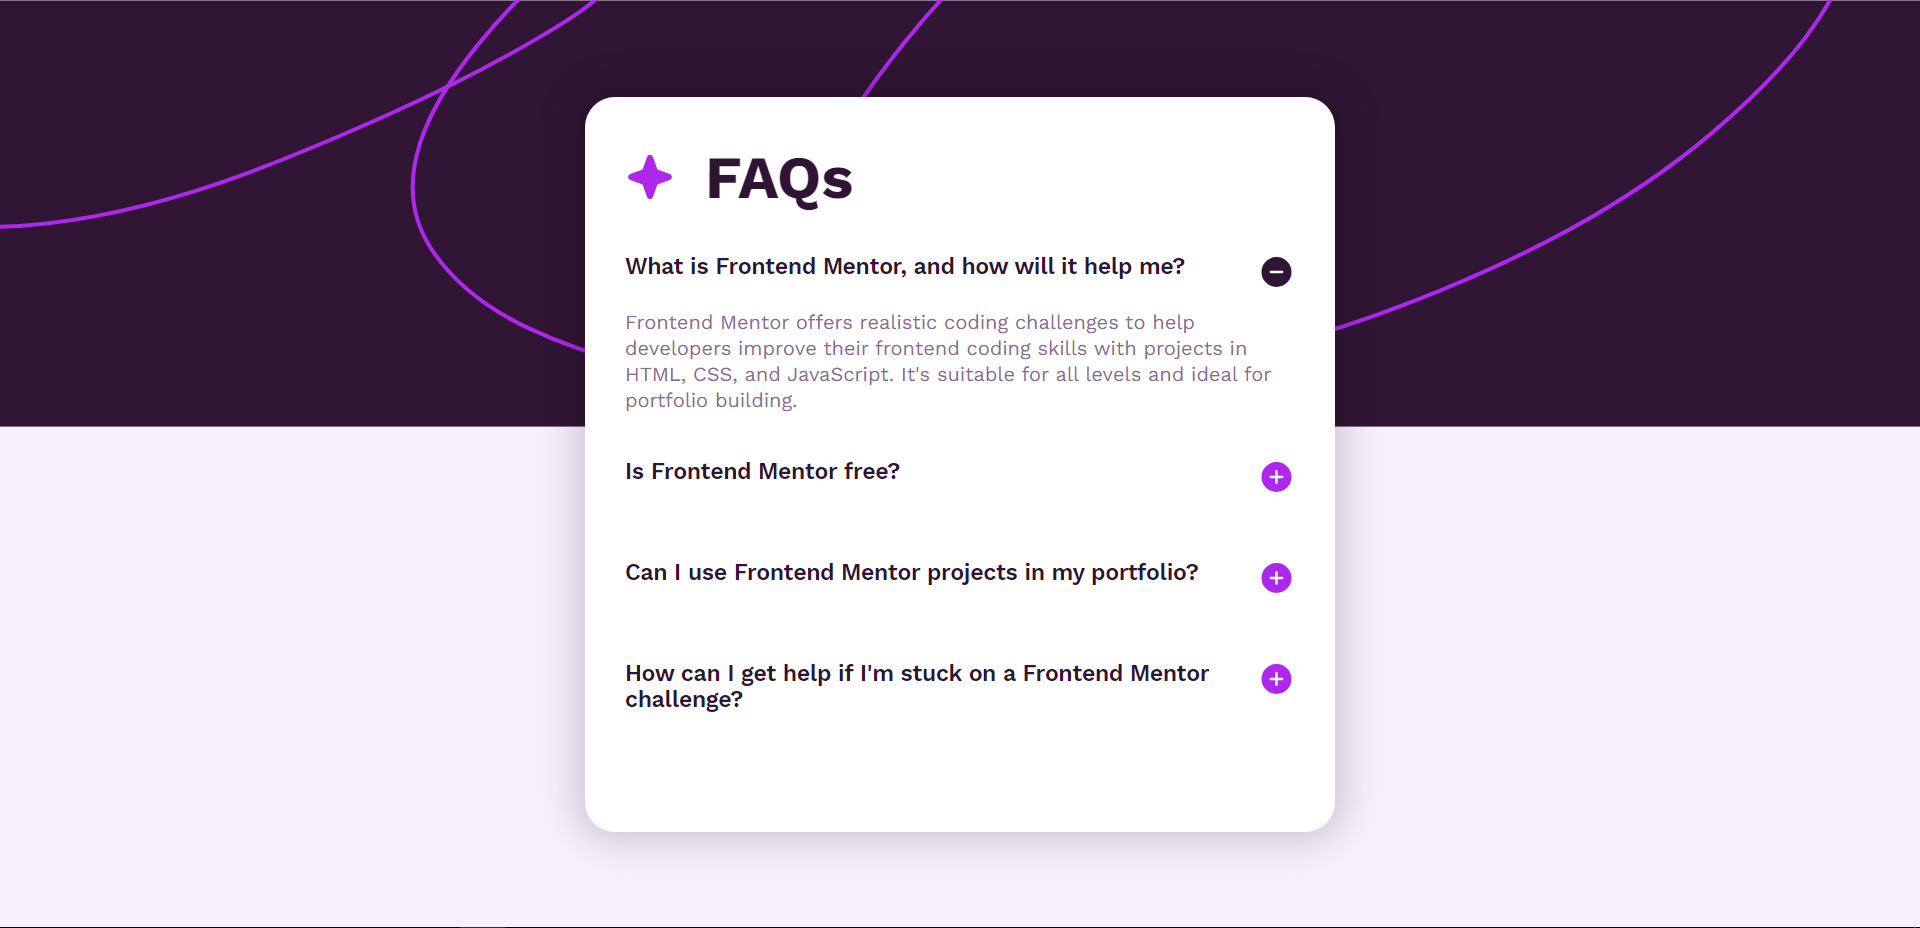 FAQs
What is Frontend Mentor, and how will it help me?
Frontend Mentor offers realistic coding challenges to help
developers improve their frontend coding skills with projects in
HTML, CSS, and JavaScript. It's suitable for all levels and ideal for
portfolio building.
Is Frontend Mentor free?
Can I use Frontend Mentor projects in my portfolio?
How can I get help if I'm stuck on a Frontend Mentor
challenge?